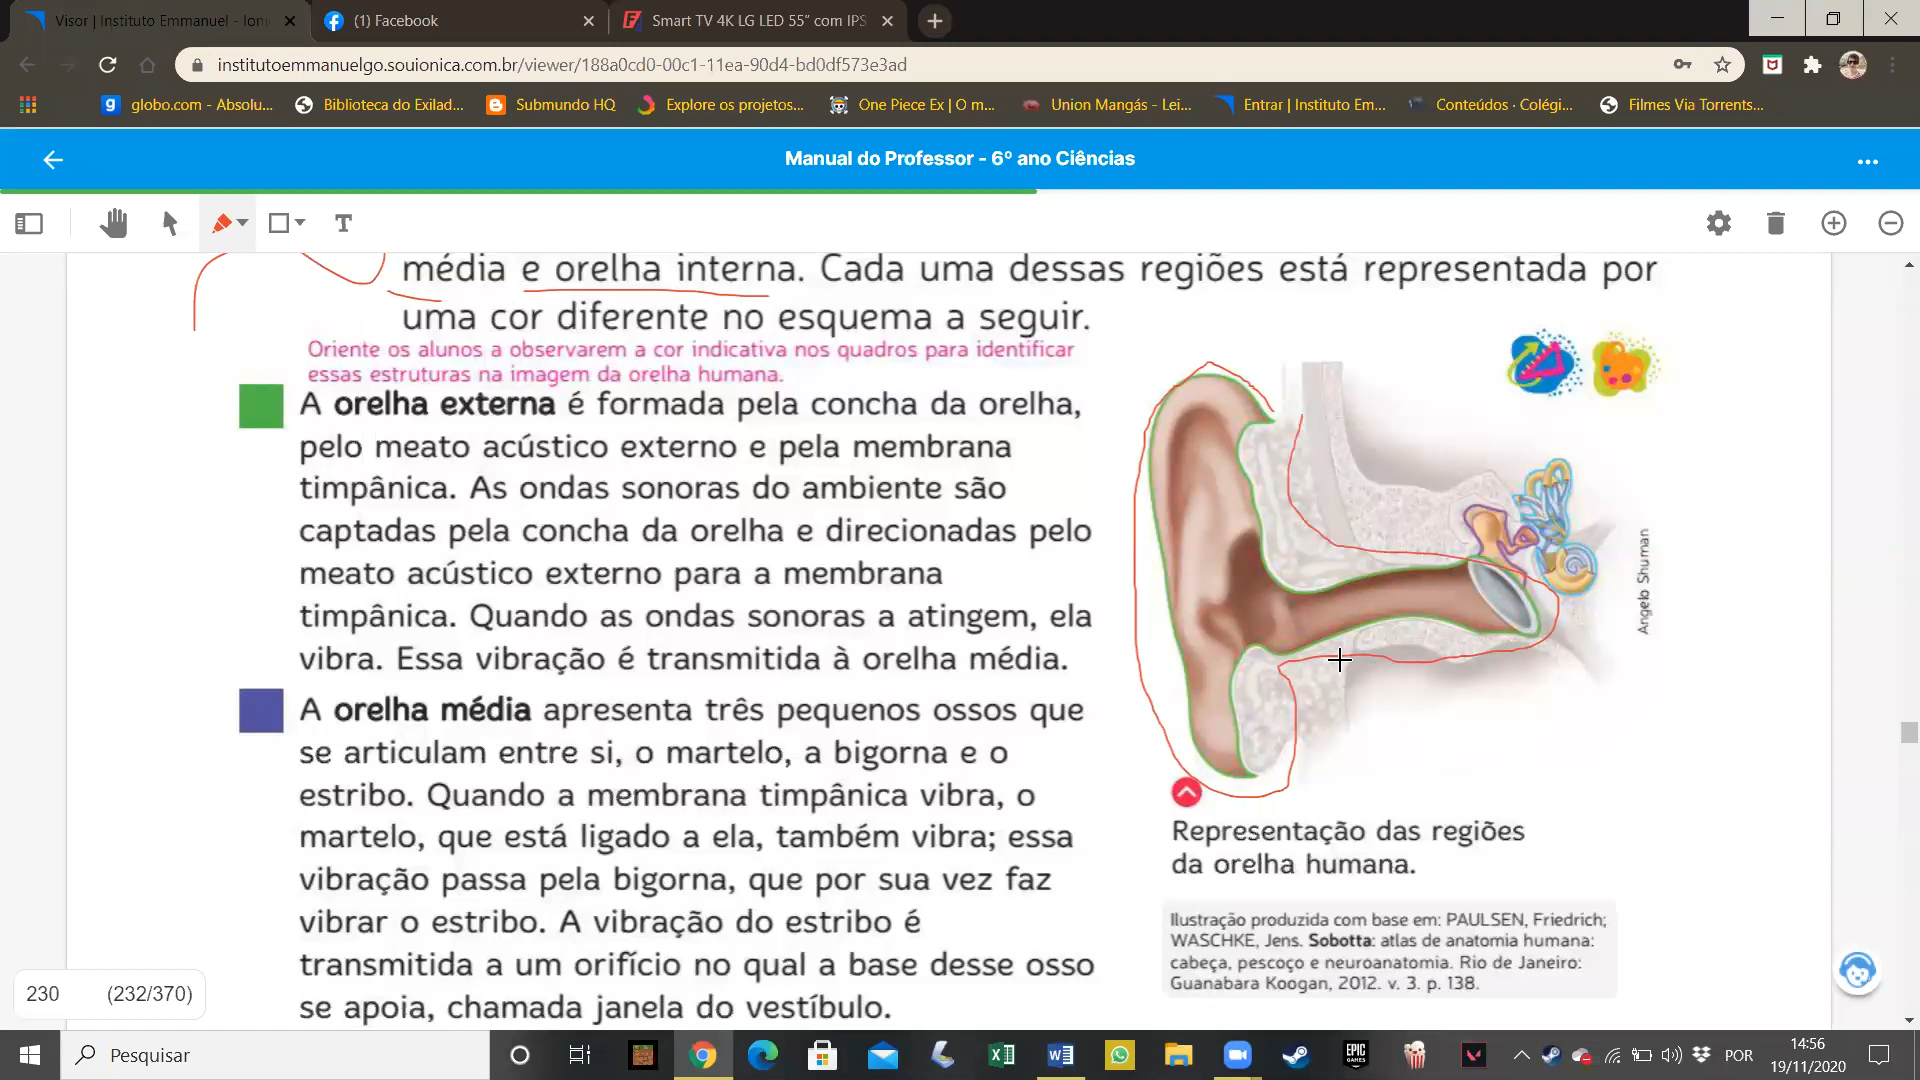 Visor | Instituto Emmanuel - Ioni
(1) Facebook
Smart TV 4K LG LED 55" com IPS
institutoemmanuelgo.souionica.com.br/viewer/188a0cd0-00c1-11ea-90d4-bd0df573e3ad
globo.com - Absolu...
Biblioteca do Exilad...
Submundo HQ
Explore os projetos...
One Piece Ex | O m...
Union Mangás - Lei...
Entrar | Instituto Em...
Conteúdos · Colégi...
Filmes Via Torrents...
Manual do Professor - 6º ano Ciências
média e orelha interna. Cada uma dessas regiões está representada por
uma cor diferente no esquema a seguir.
Oriente os alunos a observarem a cor indicativa nos quadros para identificar
essas estruturas na imagem da orelha humana.
A orelha externa é formada pela concha da orelha,
pelo meato acústico externo e pela membrana
timpânica. As ondas sonoras do ambiente são
captadas pela concha da orelha e direcionadas pelo
meato acústico externo para a membrana
timpânica. Quando as ondas sonoras a atingem, ela
vibra. Essa vibração é transmitida à orelha média.
A orelha média apresenta três pequenos ossos que
se articulam entre si, o martelo, a bigorna e o
estribo. Quando a membrana timpânica vibra, o
martelo, que está ligado a ela, também vibra; essa
vibração passa pela bigorna, que por sua vez faz
vibrar o estribo. A vibração do estribo é
transmitida a um orifício no qual a base desse osso
se apoia, chamada janela do vestíbulo.
Angelo Shuman
Representação das regiões
da orelha humana.
Ilustração produzida com base em: PAULSEN, Friedrich;
WASCHKE, Jens. Sobotta: atlas de anatomia humana:
cabeça, pescoço e neuroanatomia. Rio de Janeiro:
Guanabara Koogan, 2012. v. 3. p. 138.
230 (232/370)
Pesquisar
EPIC
GAMES
POR
14:56
19/11/2020